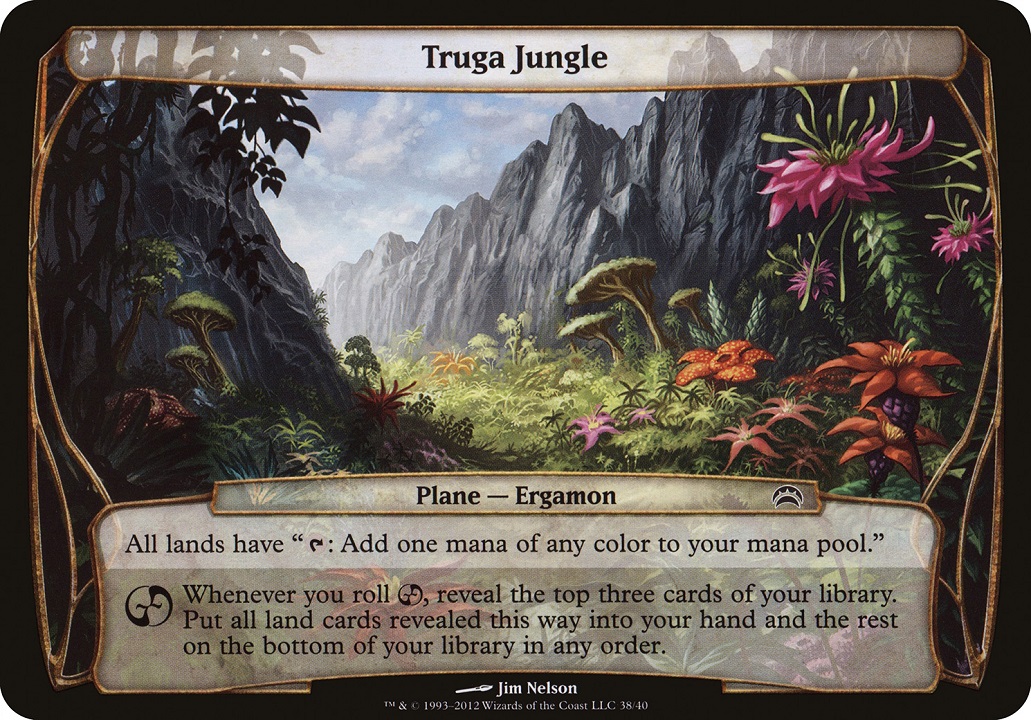 Truga Jungle
Plane — Ergamon
All lands have “: Add one mana of any color to your mana pool.”
Whenever you roll , reveal the top three cards of your library.
Put all land cards revealed this way into your hand and the rest
on the bottom of your library in any order.
Jim Nelson
™ & © 1993–2012 Wizards of the Coast LLC 38/40